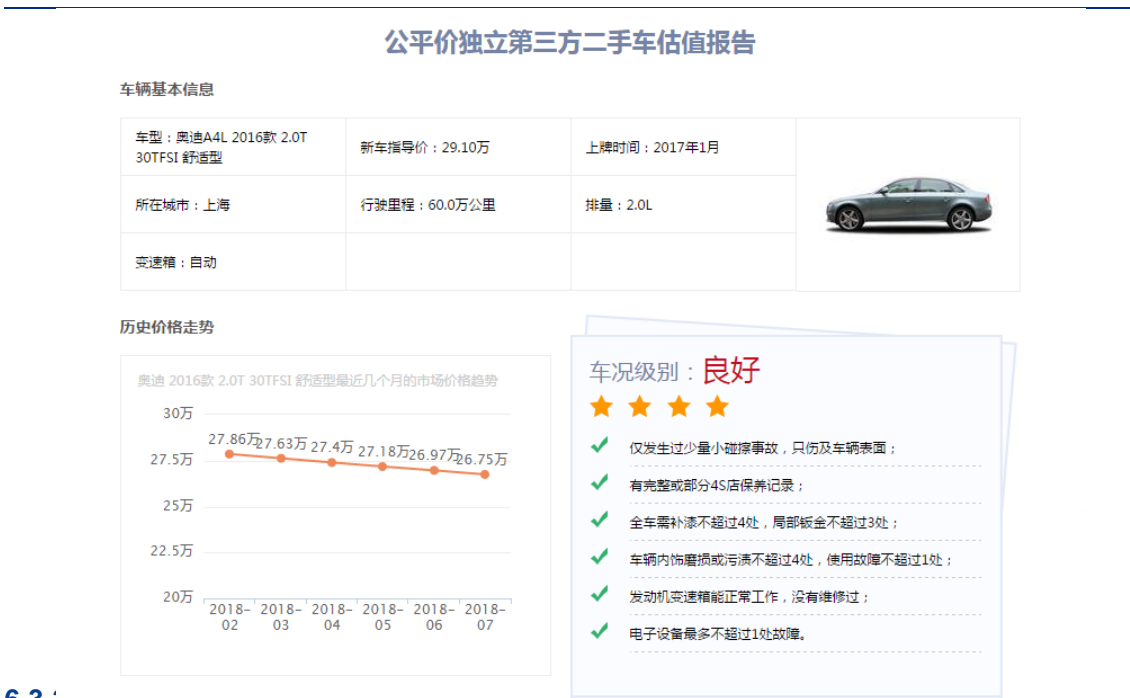 公平价独立第三方二手车估值报告
车辆基本信息
车型：奥迪A4L 2016款 2.0T
30TFSI 舒适型
新车指导价：29.10万
上牌时间：2017年1月
所在城市：上海
行驶里程：60.0万公里
排量：2.0L
变速箱：自动
历史价格走势
奥迪 2016款 2.0T 30TFSI 舒适型最近几个月的市场价格趋势
30万
27.5万
25万
22.5万
20万
27.86万
27.63万
27.4万
27.18万
26.97万
26.75万
2018-02
2018-03
2018-04
2018-05
2018-06
2018-07
车况级别：良好
仅发生过少量小碰擦事故，只伤及车辆表面；
有完整或部分4S店保养记录；
全车需补漆不超过4处，局部钣金不超过3处；
车辆内饰磨损或污渍不超过4处，使用故障不超过1处；
发动机变速箱能正常工作，没有维修过；
电子设备最多不超过1处故障。